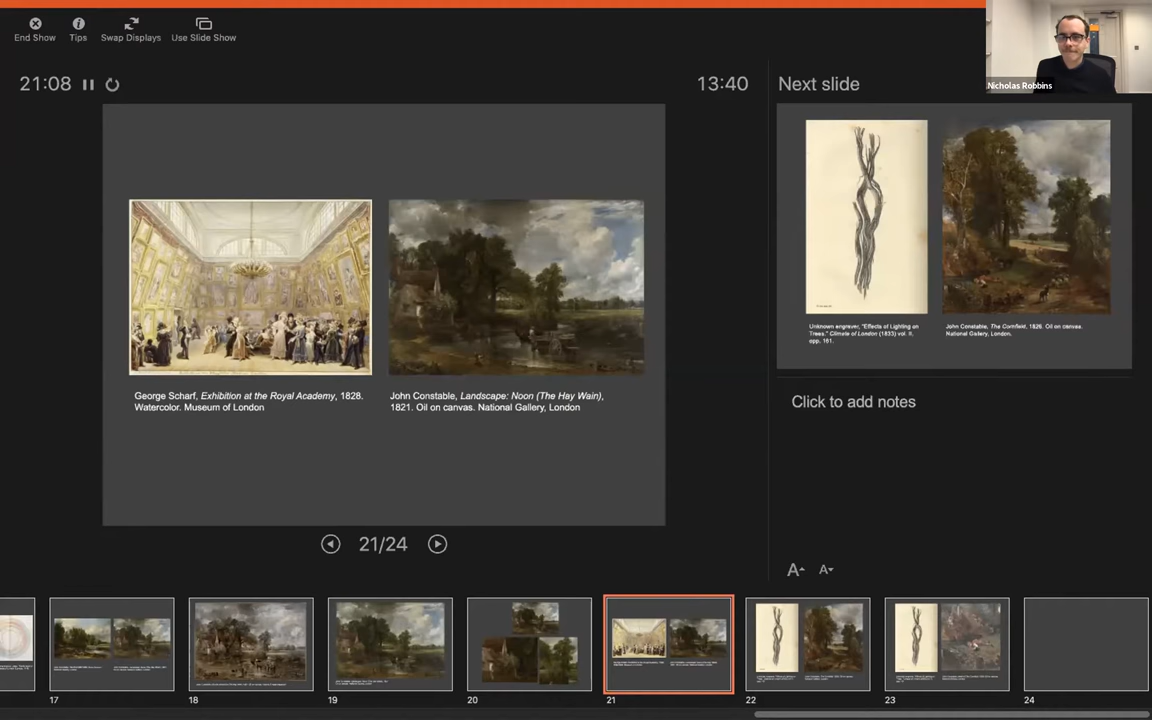 End Show
Tips
Swap Displays
Use Slide Show
Nicholas Robbins
21:08
13:40
Next slide
George Scharf, Exhibition at the Royal Academy, 1828.
Watercolor. Museum of London
John Constable, Landscape: Noon (The Hay Wain),
1821. Oil on canvas. National Gallery, London
Unknown engraver, "Effects of Lighting on
Trees." Climate of London (1833) vol. II,
opp. 161.
John Constable, The Cornfield, 1826. Oil on canvas.
National Gallery, London.
Click to add notes
21/24
A
A
17
18
19
20
21
22
23
24